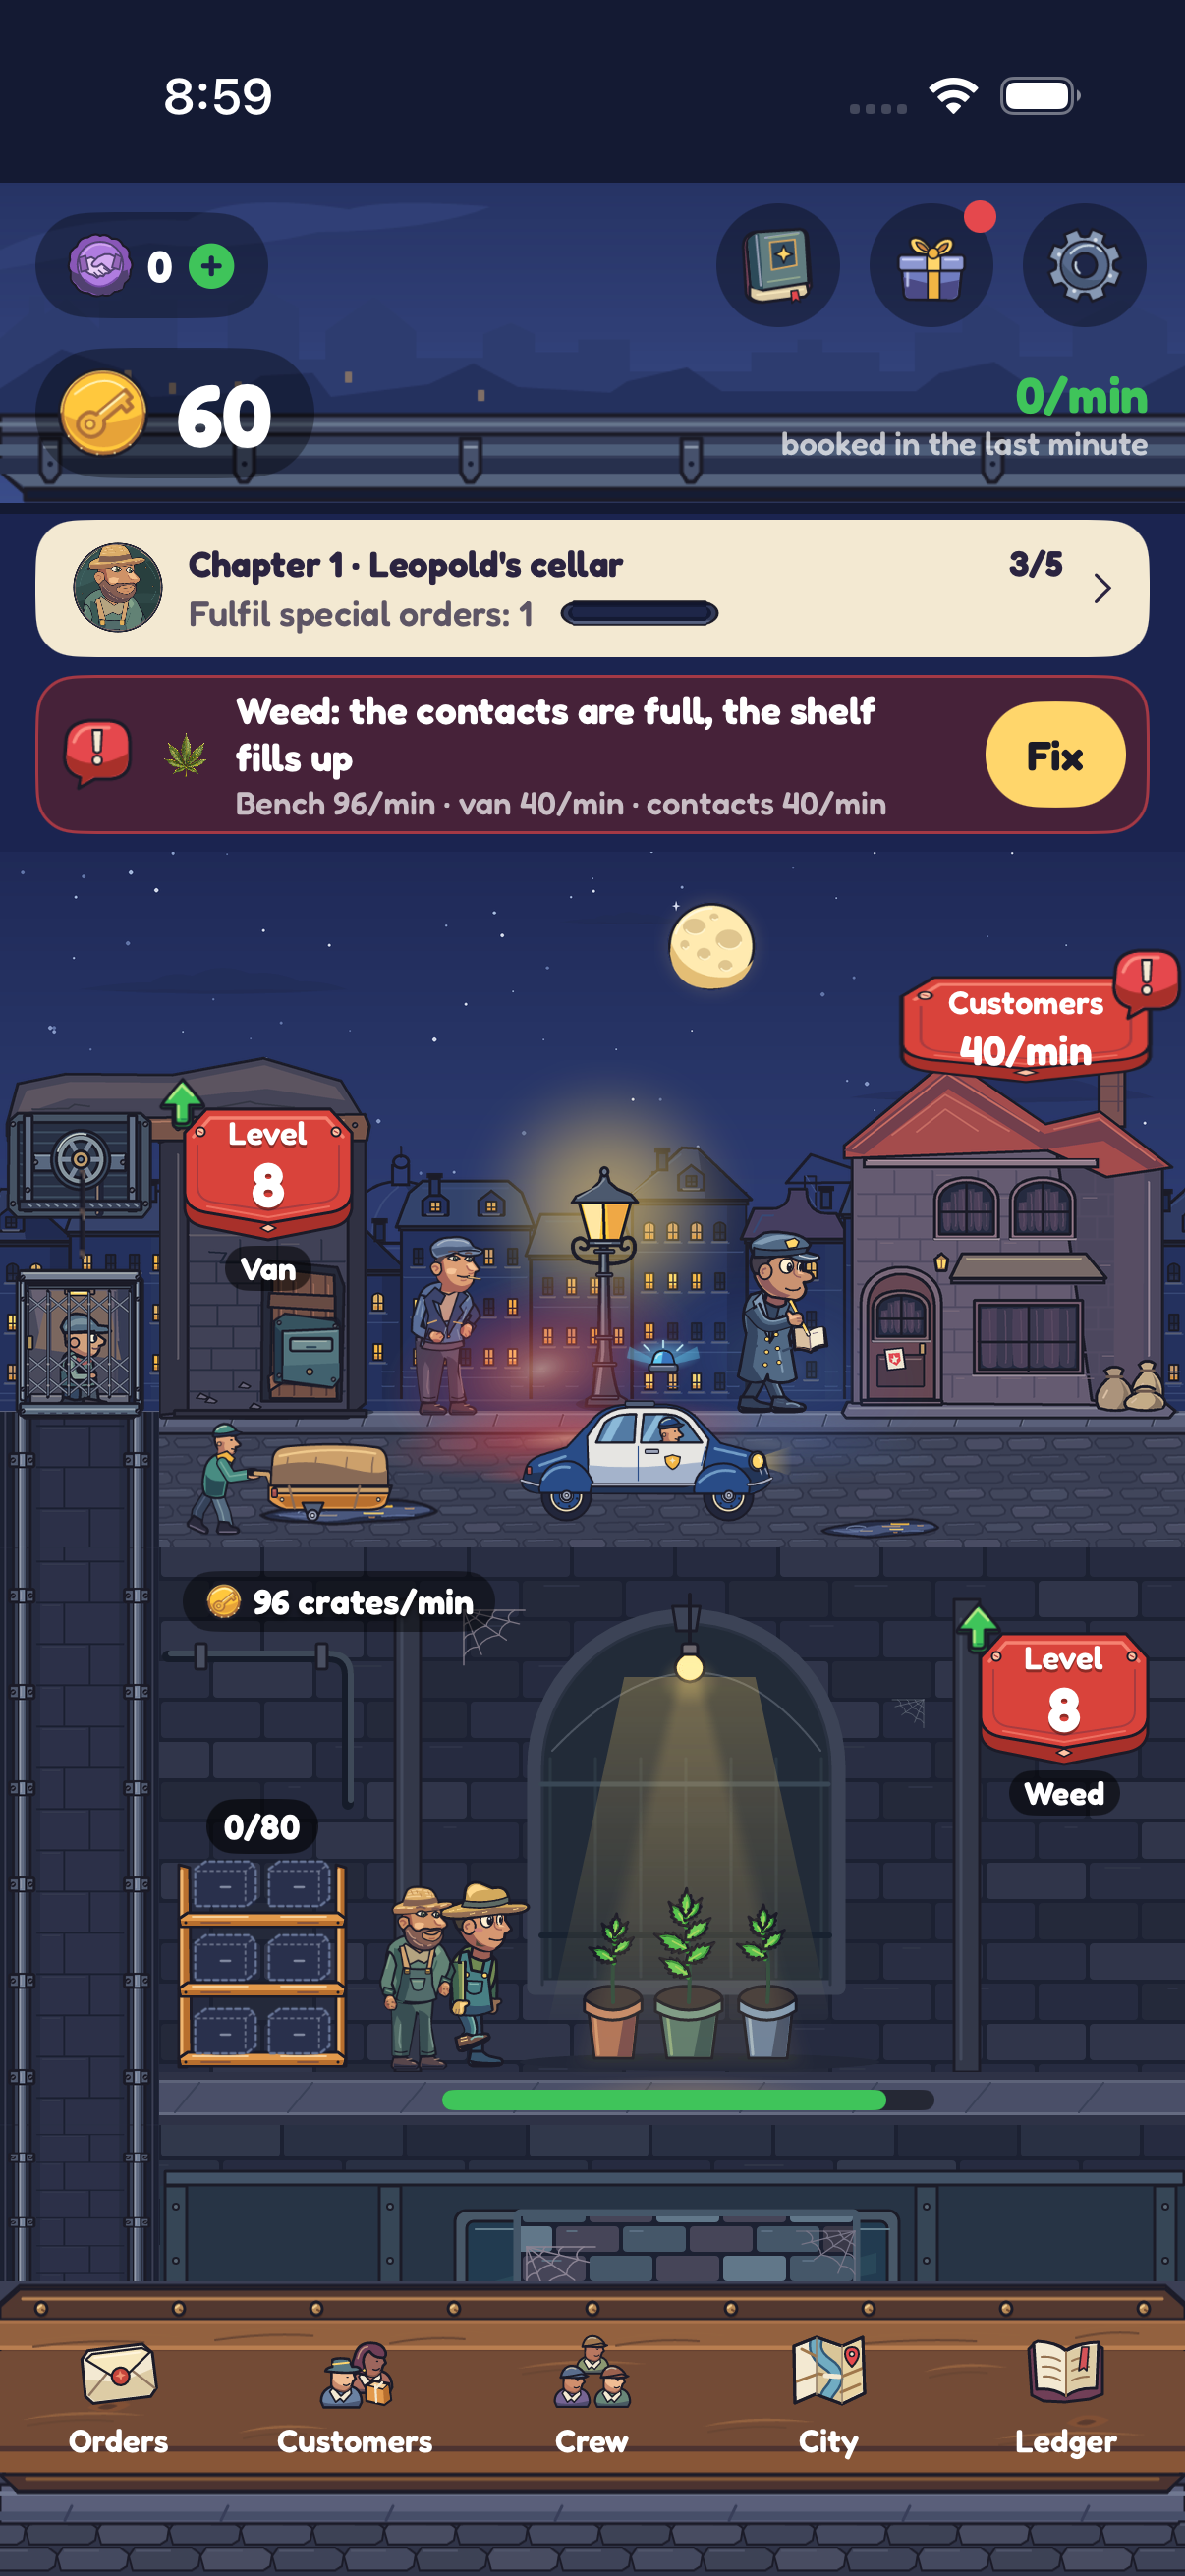 8:59
0
60
0/min
booked in the last minute
Chapter 1 · Leopold's cellar
3/5
Fulfil special orders: 1
Weed: the contacts are full, the shelf
fills up
Bench 96/min · van 40/min · contacts 40/min
Fix
Customers
40/min
Level
8
Van
96 crates/min
Level
8
Weed
0/80
Orders
Customers
Crew
City
Ledger